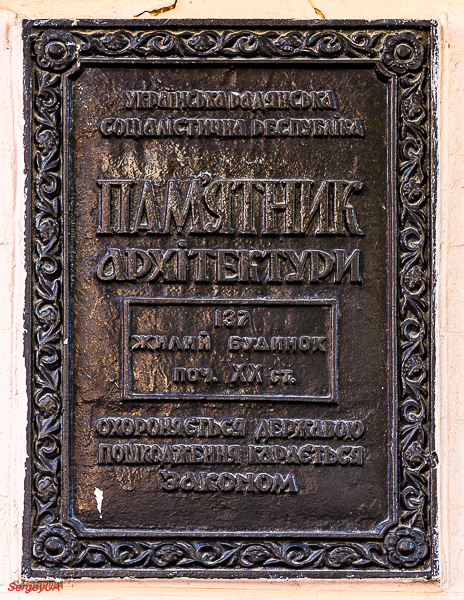 Українська Радянська
Соціалістична Республіка
ПАМ'ЯТНИК
АРХІТЕКТУРИ
137
ЖИЛИЙ БУДИНОК
ПОЧ. XX СТ.
ОХОРОНЯЄТЬСЯ ДЕРЖАВОЮ
ПОШКОДЖЕННЯ КАРАЄТЬСЯ
ЗАКОНОМ
SergeyUA